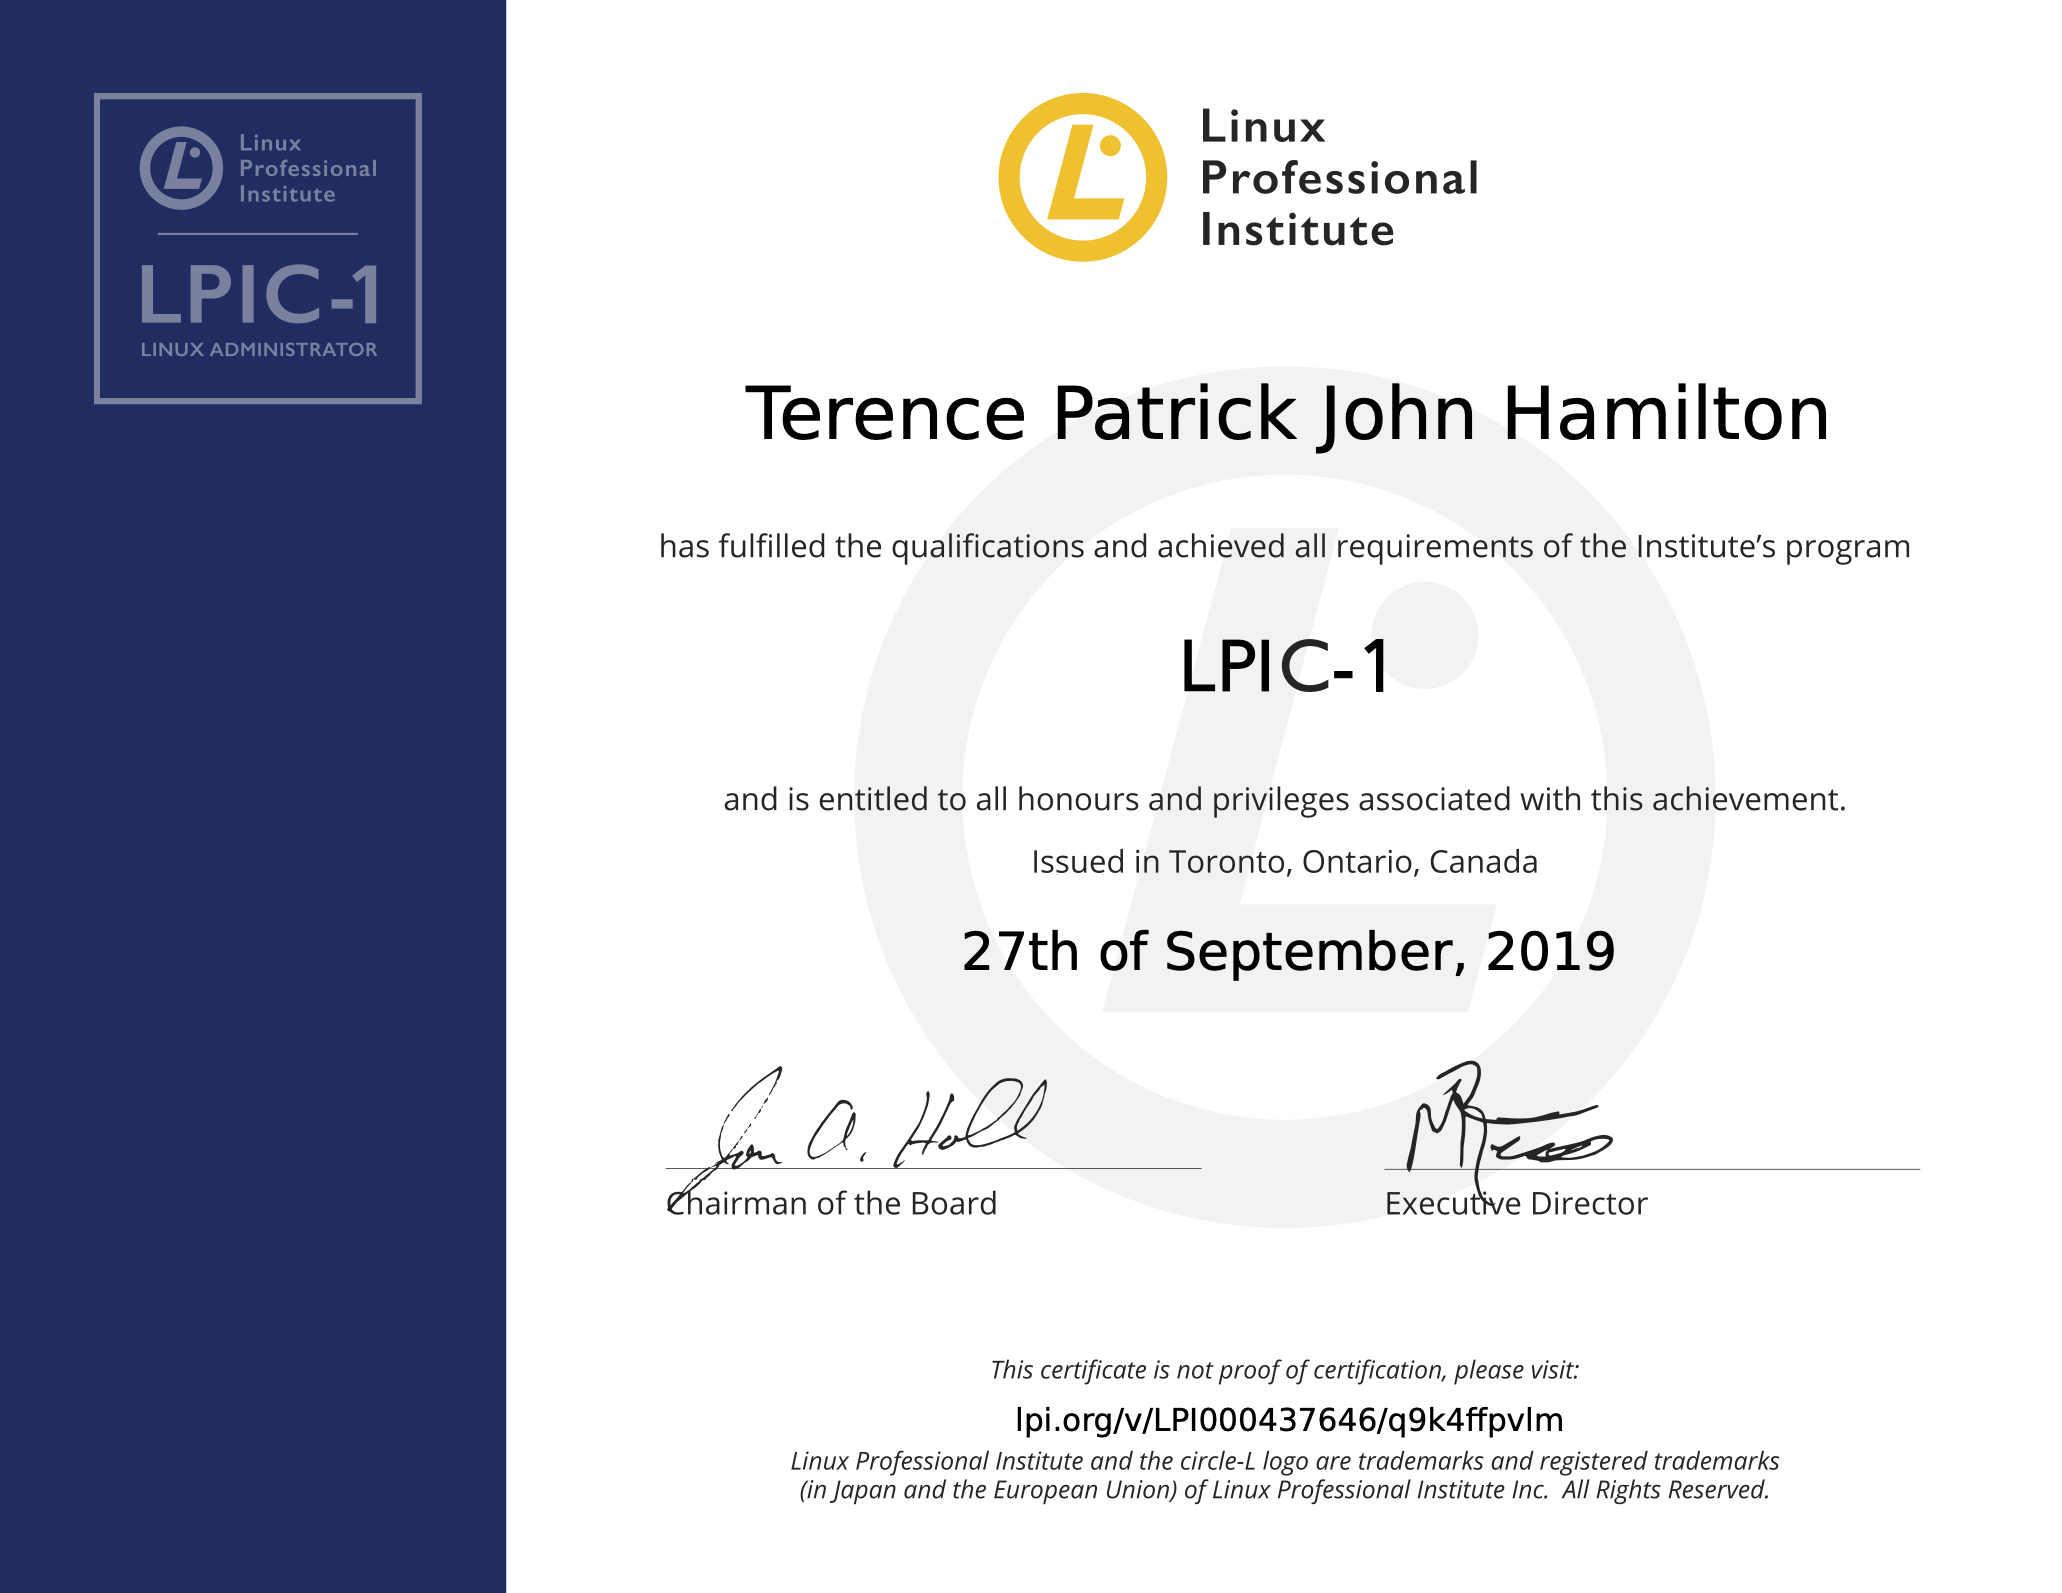 Linux
Professional
Institute
LPIC-1
LINUX ADMINISTRATOR
Linux
Professional
Institute
Terence Patrick John Hamilton
has fulfilled the qualifications and achieved all requirements of the Institute’s program
LPIC-1
and is entitled to all honours and privileges associated with this achievement.
Issued in Toronto, Ontario, Canada
27th of September, 2019
Jon A. Hall
Chairman of the Board
Executive Director
This certificate is not proof of certification, please visit:
lpi.org/v/LPI000437646/q9k4ffpvlm
Linux Professional Institute and the circle-L logo are trademarks and registered trademarks
(in Japan and the European Union) of Linux Professional Institute Inc.  All Rights Reserved.